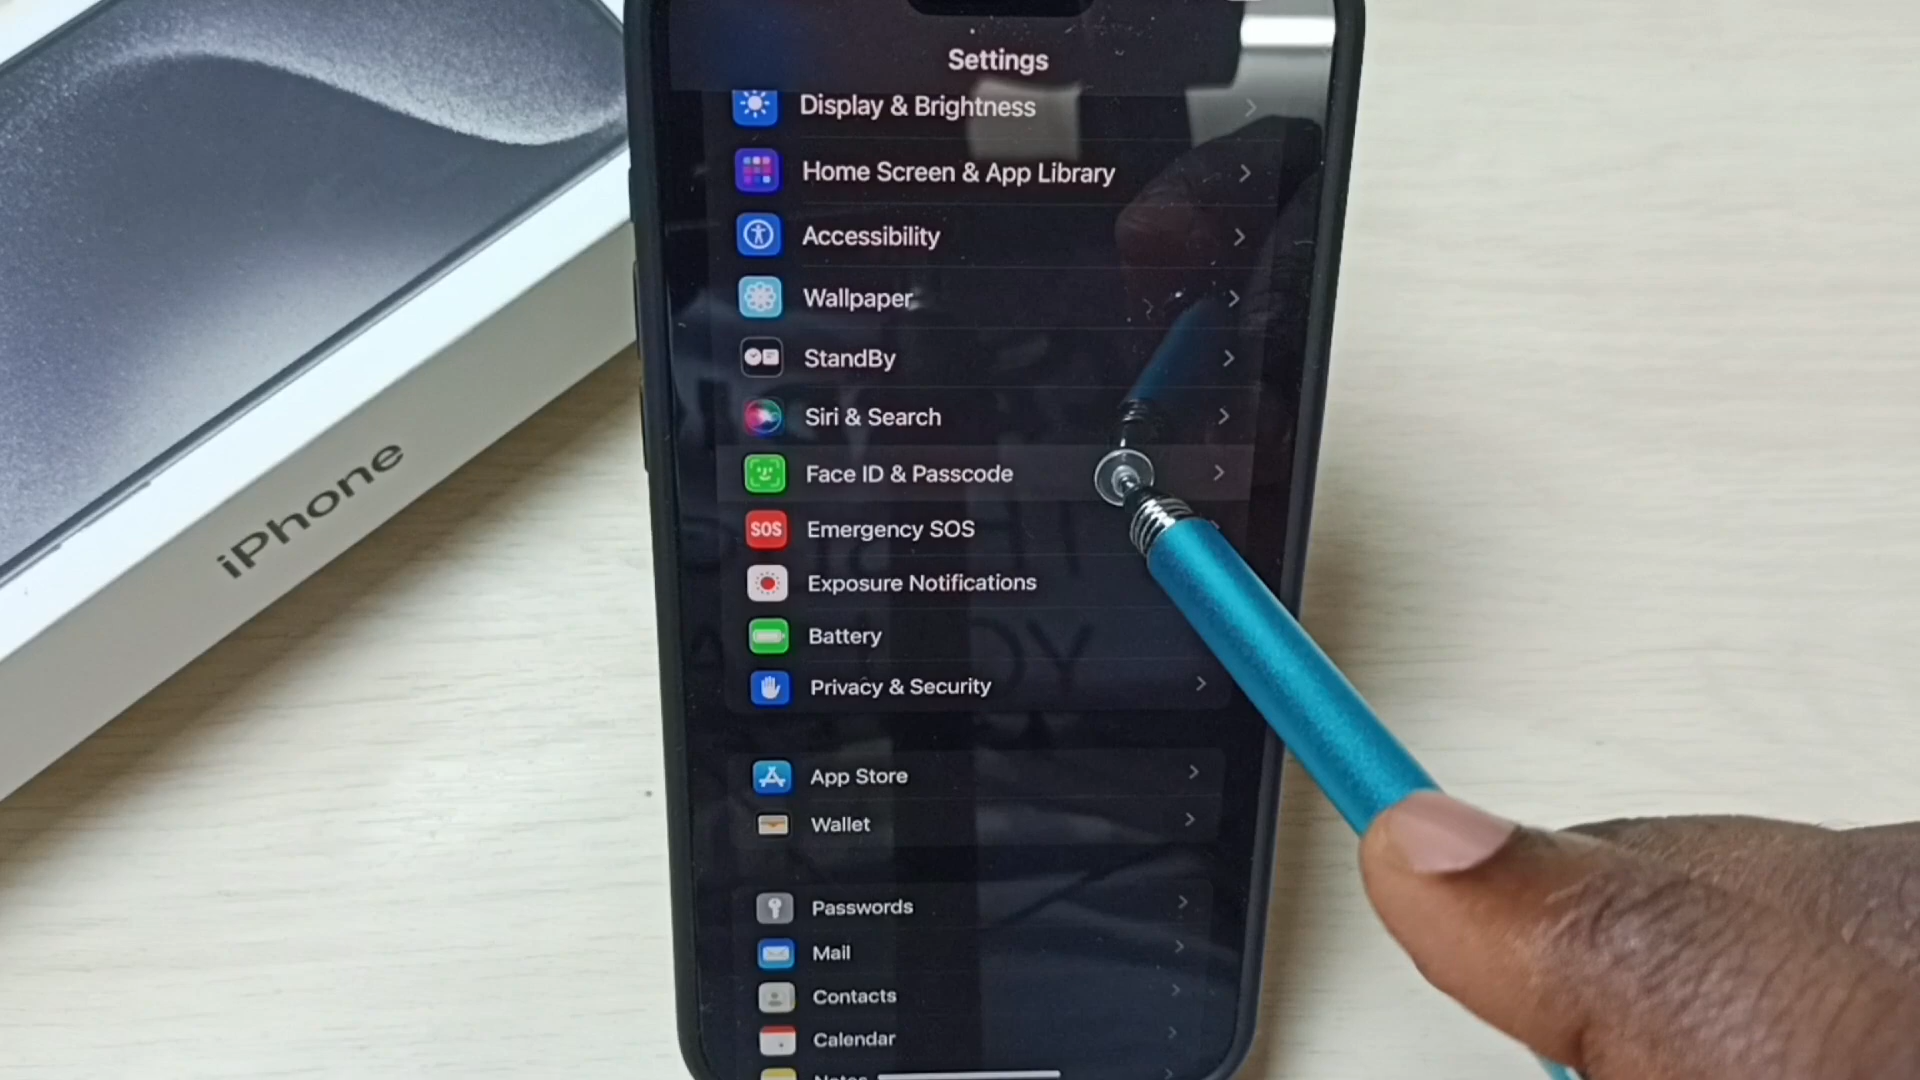 Settings
Display & Brightness
Home Screen & App Library
Accessibility
Wallpaper
StandBy
Siri & Search
Face ID & Passcode
SOS Emergency SOS
Exposure Notifications
Battery
Privacy & Security
App Store
Wallet
Passwords
Mail
Contacts
Calendar
iPhone